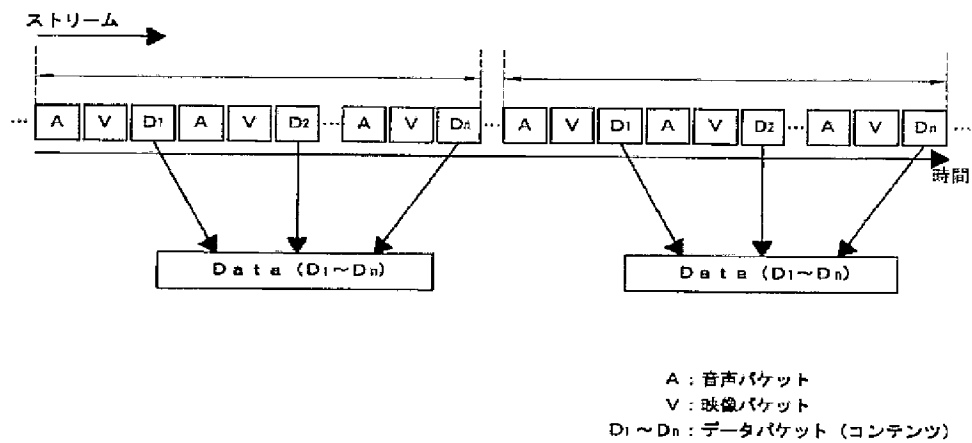 ストリーム
… A V D1 A V D2 … A V Dn … A V D1 A V D2 … A V Dn …
時間
Data (D1～Dn) Data (D1～Dn)
A : 音声パケット
V : 映像パケット
D1～Dn : データパケット (コンテンツ)